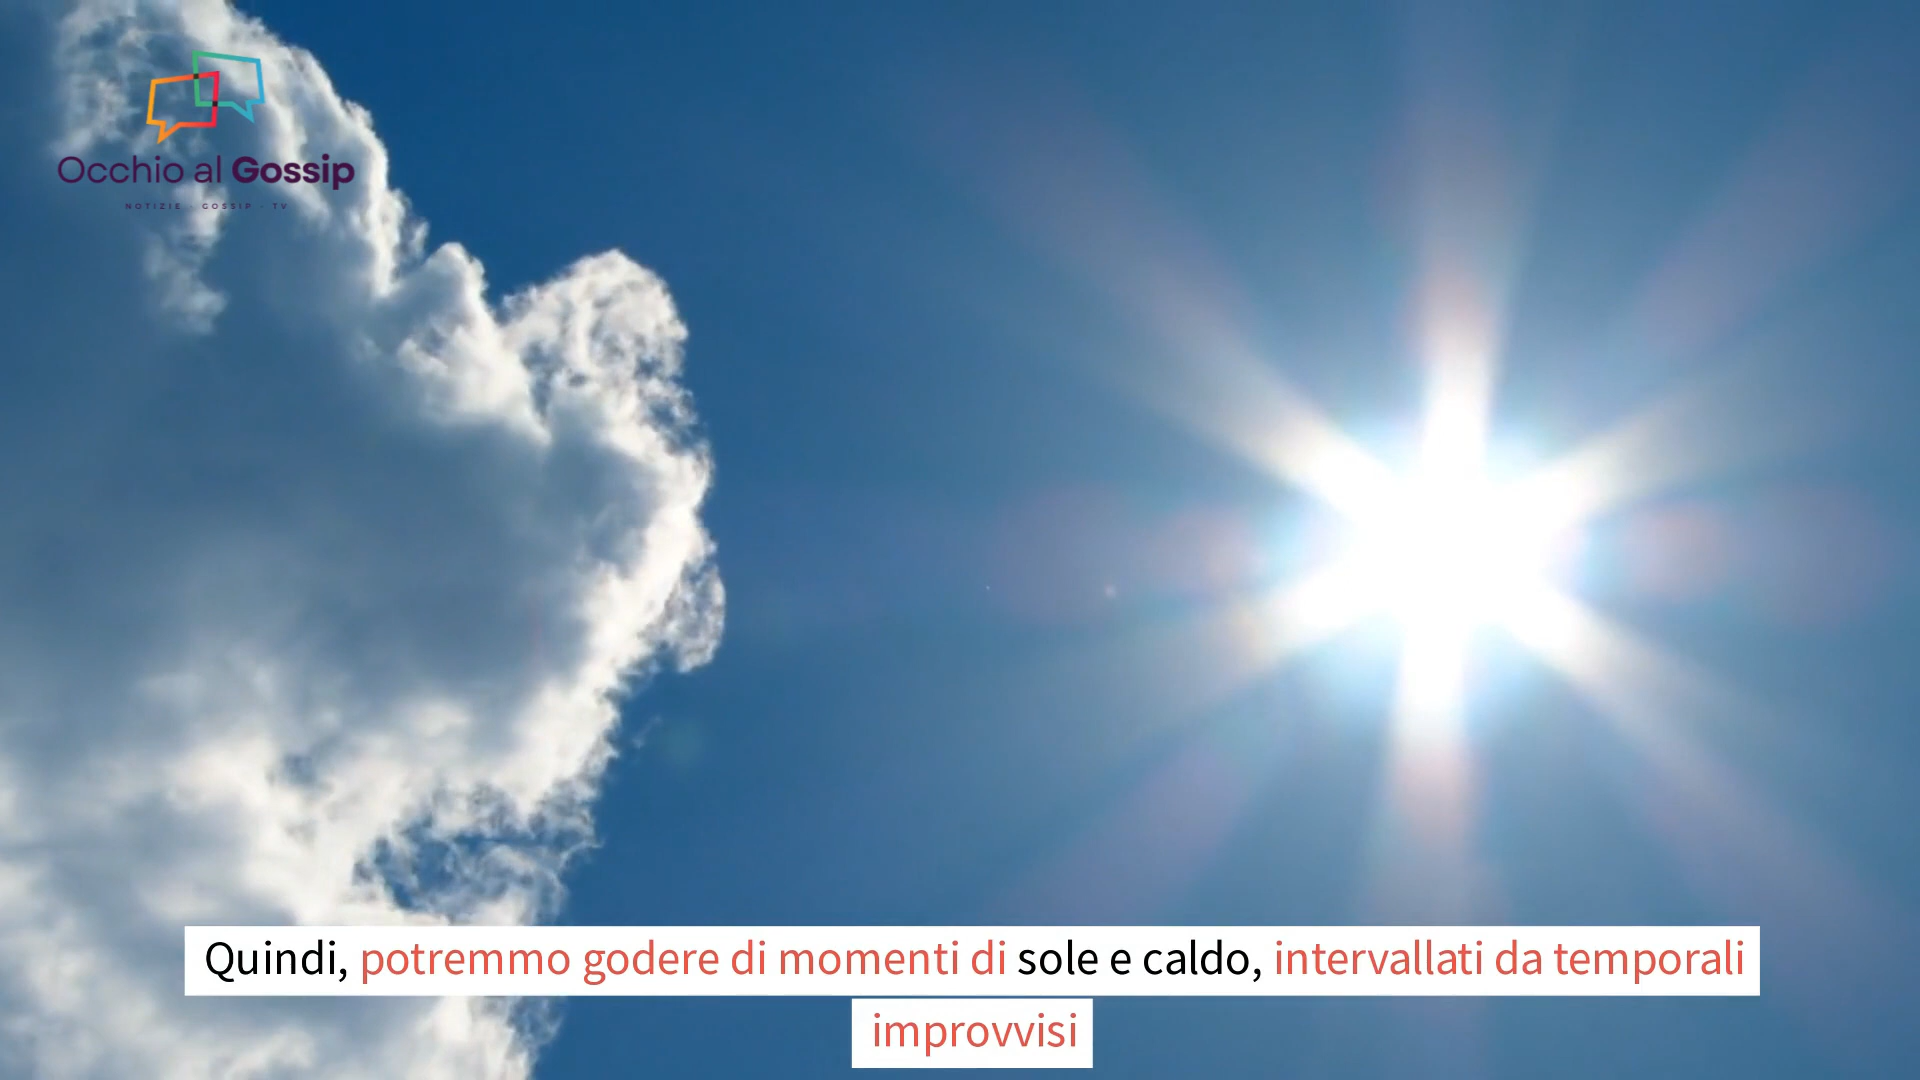 Occhio al Gossip
NOTIZIE · GOSSIP · TV
Quindi, potremmo godere di momenti di sole e caldo, intervallati da temporali
improvvisi